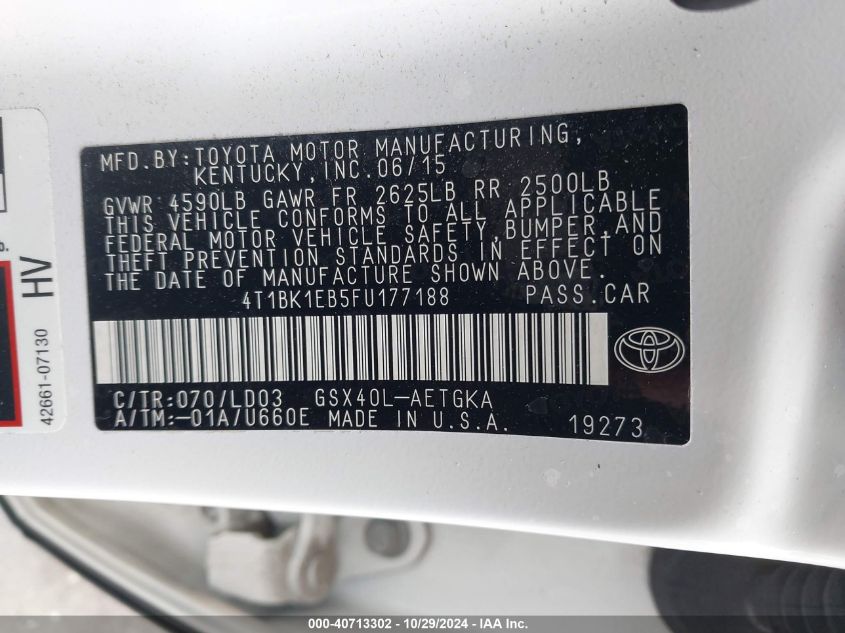 MFD.BY:TOYOTA MOTOR MANUFACTURING,
KENTUCKY,INC.06/15
GVWR 4590LB GAWR FR 2625LB RR 2500LB
THIS VEHICLE CONFORMS TO ALL APPLICABLE
FEDERAL MOTOR VEHICLE SAFETY,BUMPER,AND
THEFT PREVENTION STANDARDS IN EFFECT ON
THE DATE OF MANUFACTURE SHOWN ABOVE.
4T1BK1EB5FU177188 PASS.CAR
C/TR:070/LD03 GSX40L-AETGKA
A/TM:-01A/U660E MADE IN U.S.A. 19273
HV
42661-07130
000-40713302 - 10/29/2024 - IAA Inc.